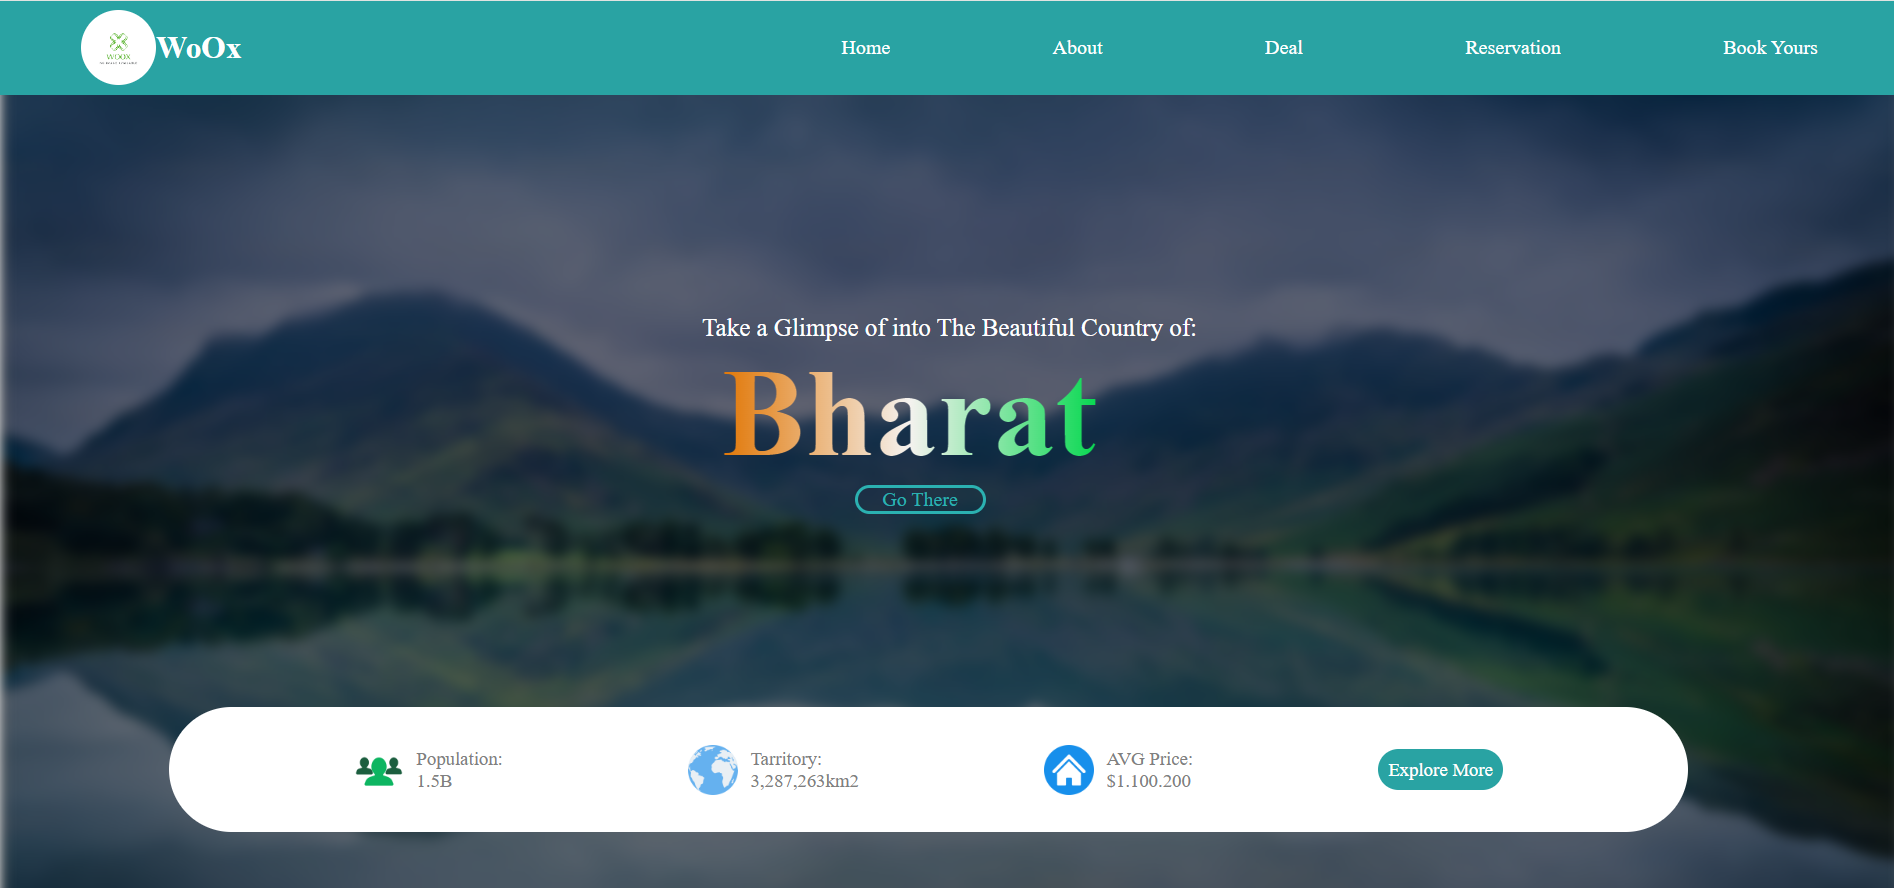 WOOX
WoOx
Home
About
Deal
Reservation
Book Yours
Take a Glimpse of into The Beautiful Country of:
Bharat
Go There
Population:
1.5B
Tarritory:
3,287,263km2
AVG Price:
$1.100.200
Explore More